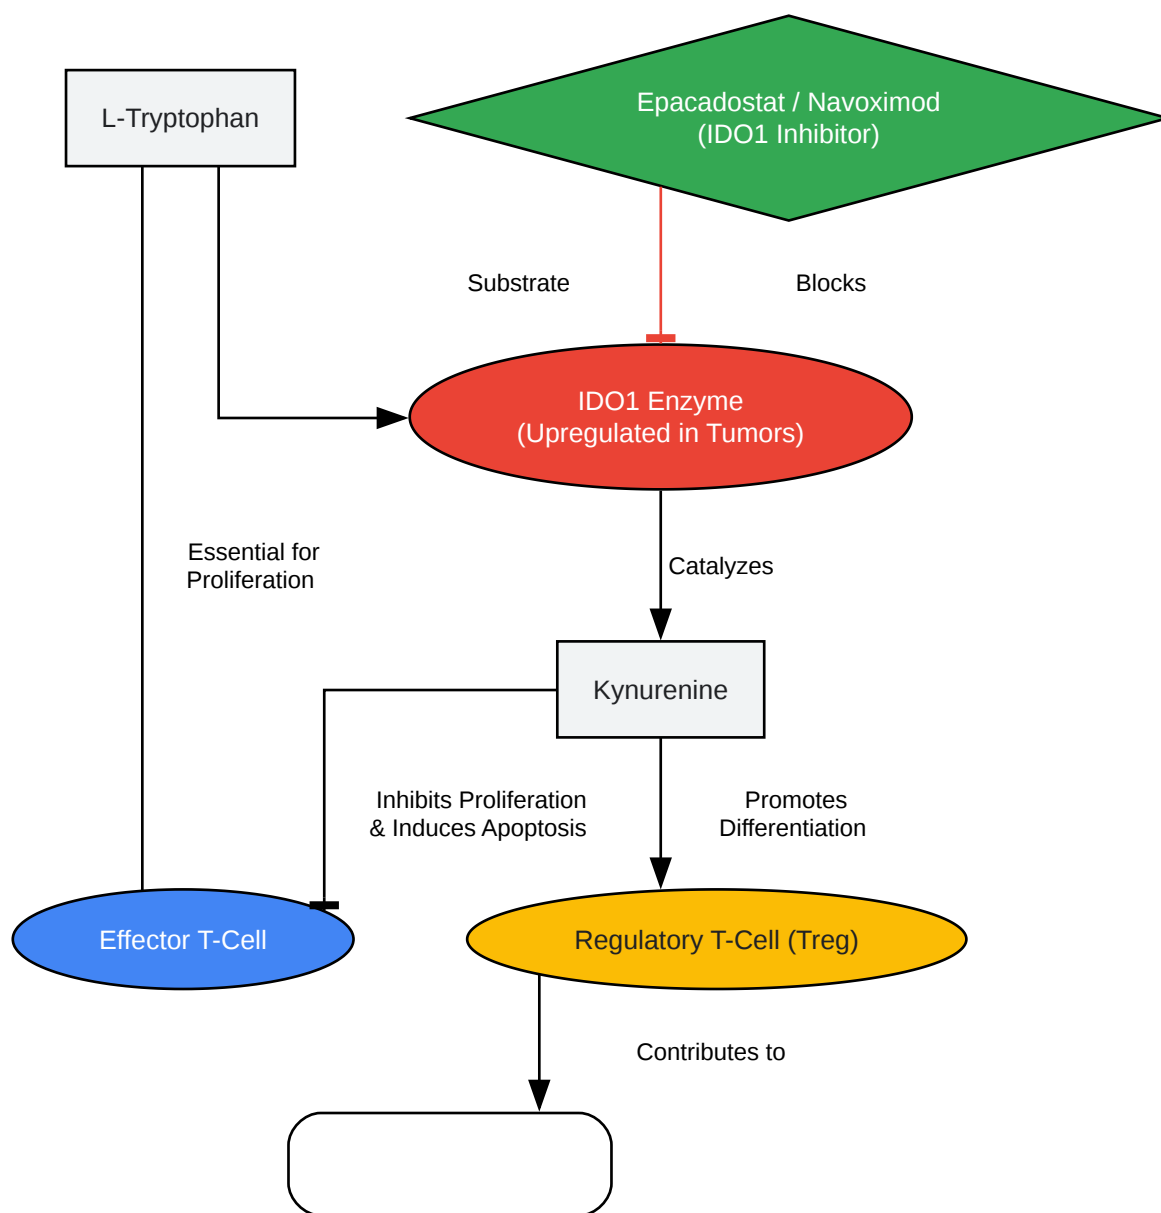 L-Tryptophan
Epacadostat / Navoximod
(IDO1 Inhibitor)
Substrate
Blocks
IDO1 Enzyme
(Upregulated in Tumors)
Essential for
Proliferation
Catalyzes
Kynurenine
Inhibits Proliferation
& Induces Apoptosis
Promotes
Differentiation
Effector T-Cell
Regulatory T-Cell (Treg)
Contributes to